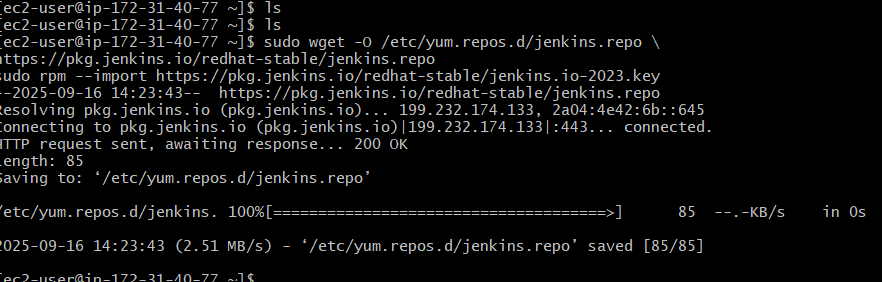 [ec2-user@ip-172-31-40-77 ~]$ ls
[ec2-user@ip-172-31-40-77 ~]$ ls
[ec2-user@ip-172-31-40-77 ~]$ sudo wget -O /etc/yum.repos.d/jenkins.repo \
https://pkg.jenkins.io/redhat-stable/jenkins.repo
sudo rpm --import https://pkg.jenkins.io/redhat-stable/jenkins.io-2023.key
--2025-09-16 14:23:43--  https://pkg.jenkins.io/redhat-stable/jenkins.repo
Resolving pkg.jenkins.io (pkg.jenkins.io)... 199.232.174.133, 2a04:4e42:6b::645
Connecting to pkg.jenkins.io (pkg.jenkins.io)|199.232.174.133|:443... connected.
HTTP request sent, awaiting response... 200 OK
Length: 85
Saving to: ‘/etc/yum.repos.d/jenkins.repo’
/etc/yum.repos.d/jenkins. 100%[=====================================>]      85  --.-KB/s    in 0s
2025-09-16 14:23:43 (2.51 MB/s) - ‘/etc/yum.repos.d/jenkins.repo’ saved [85/85]
[ec2-user@ip-172-31-40-77 ~]$